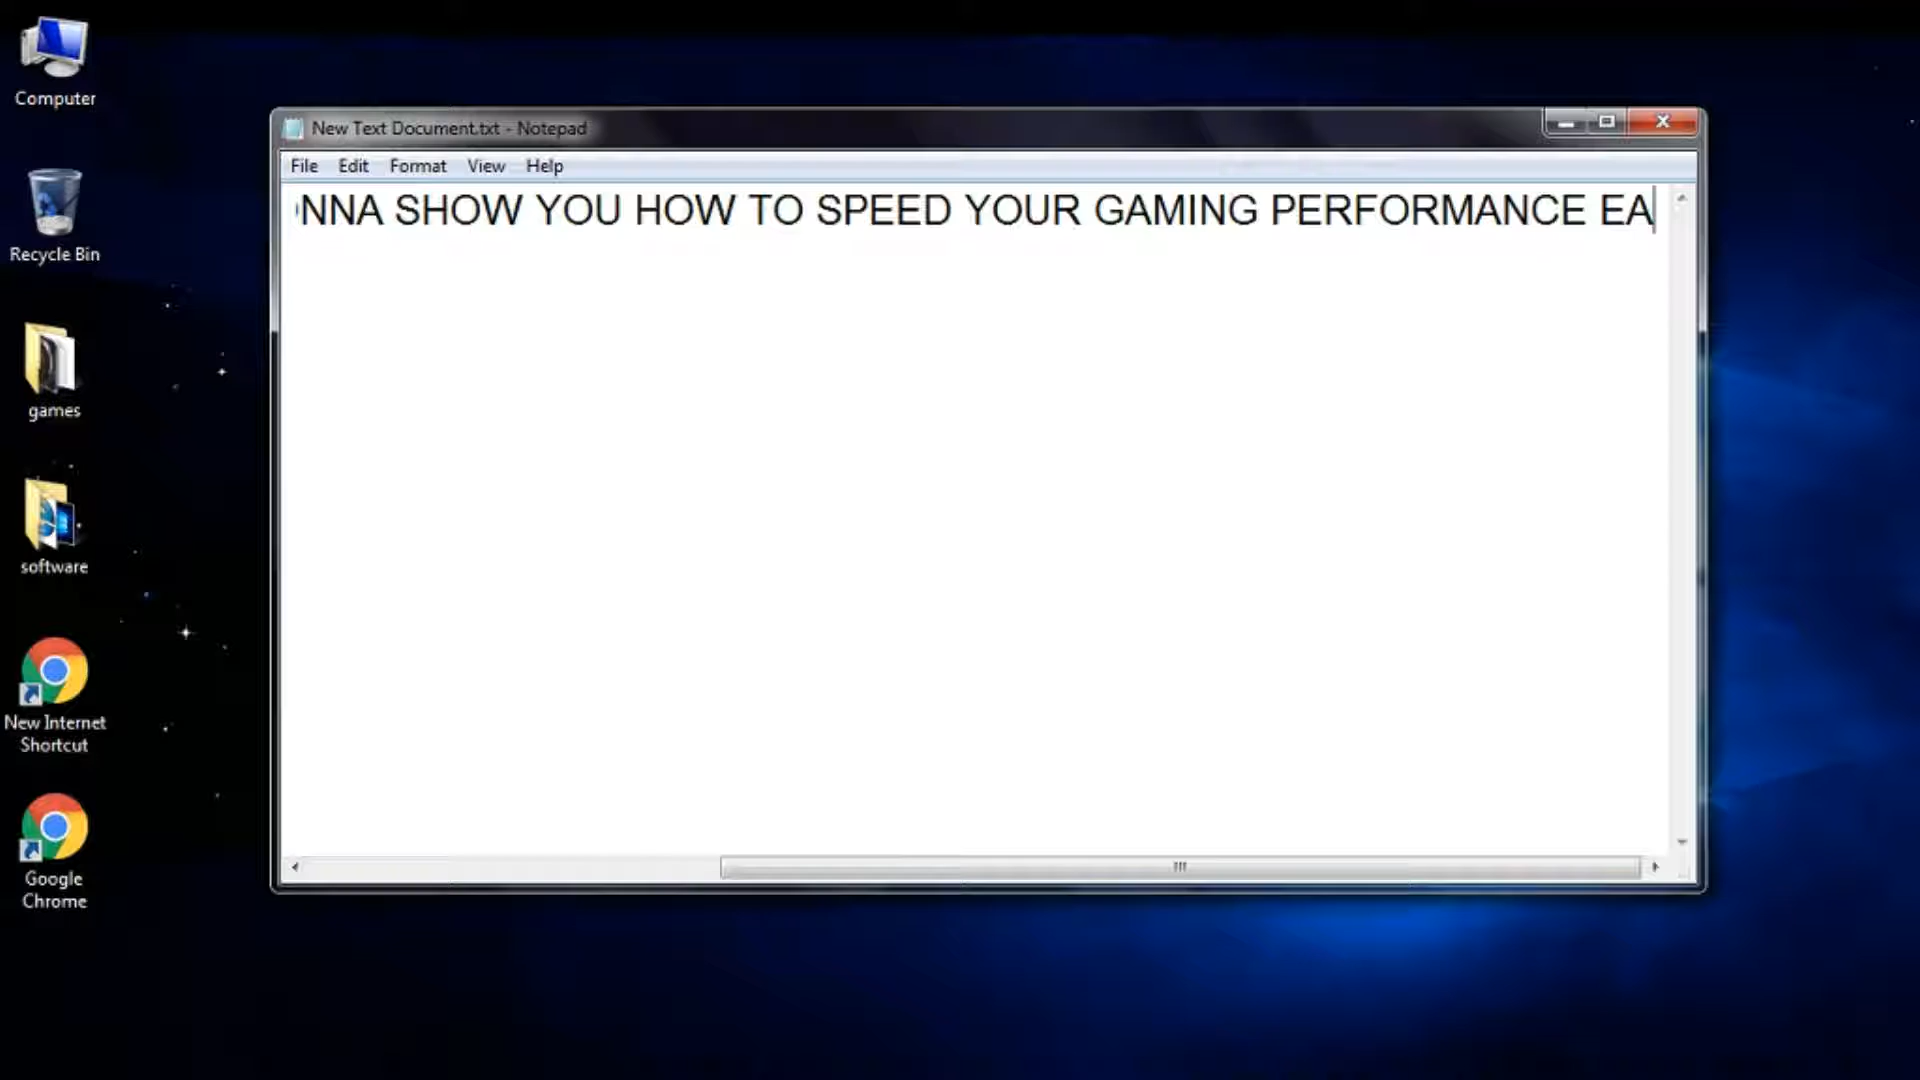 Computer
Recycle Bin
games
software
New Internet
Shortcut
Google
Chrome
New Text Document.txt - Notepad
File Edit Format View Help
NNA SHOW YOU HOW TO SPEED YOUR GAMING PERFORMANCE EA